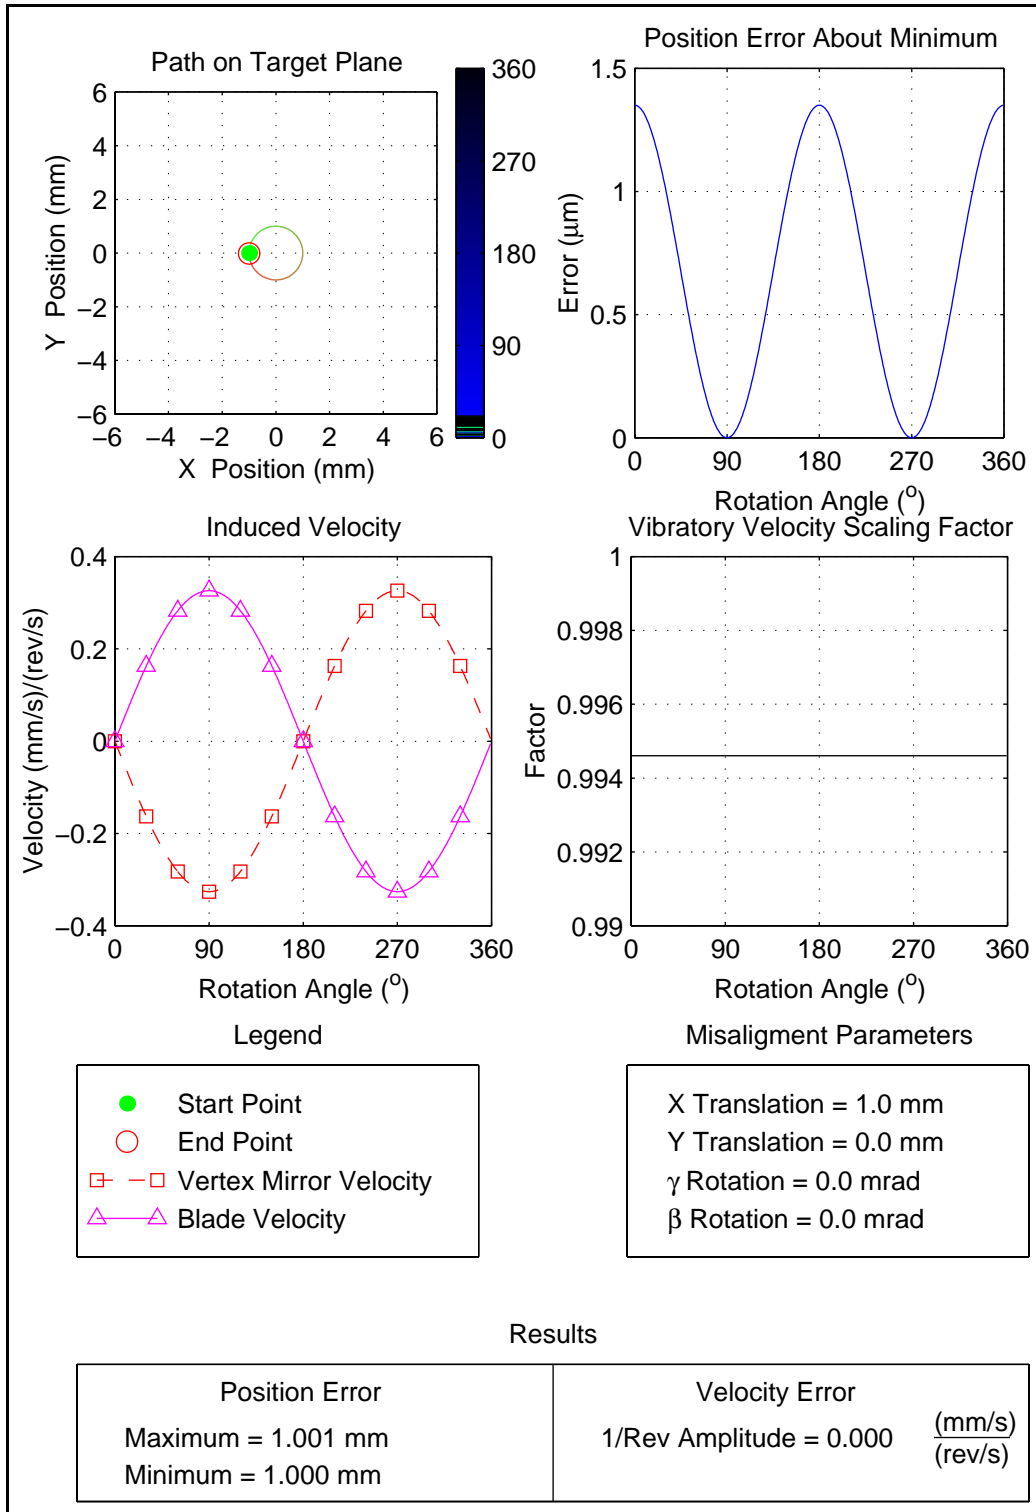 Path on Target Plane
6
4
2
0
−2
−4
−6
−6 −4 −2 0 2 4 6
X Position (mm)
Y Position (mm)
360
270
180
90
0
Position Error About Minimum
1.5
1
0.5
0
0 90 180 270 360
Rotation Angle (o)
Error (μm)
Induced Velocity
0.4
0.2
0
−0.2
−0.4
0 90 180 270 360
Rotation Angle (o)
Velocity (mm/s)/(rev/s)
Vibratory Velocity Scaling Factor
1
0.998
0.996
0.994
0.992
0.99
0 90 180 270 360
Rotation Angle (o)
Factor
Legend
Start Point
End Point
Vertex Mirror Velocity
Blade Velocity
Misaligment Parameters
X Translation = 1.0 mm
Y Translation = 0.0 mm
γ Rotation = 0.0 mrad
β Rotation = 0.0 mrad
Results
Position Error
Maximum = 1.001 mm
Minimum = 1.000 mm
Velocity Error
1/Rev Amplitude = 0.000 (mm/s)
(rev/s)